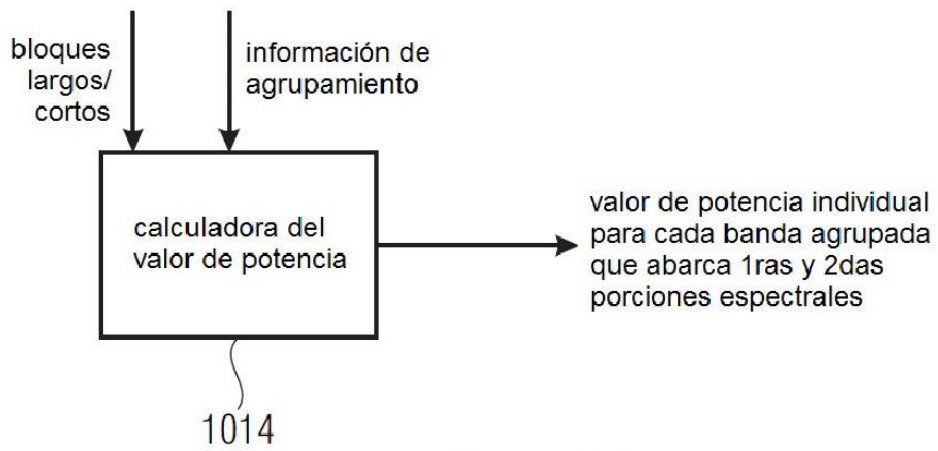 bloques
largos/
cortos
información de
agrupamiento
calculadora del
valor de potencia
valor de potencia individual
para cada banda agrupada
que abarca 1ras y 2das
porciones espectrales
1014